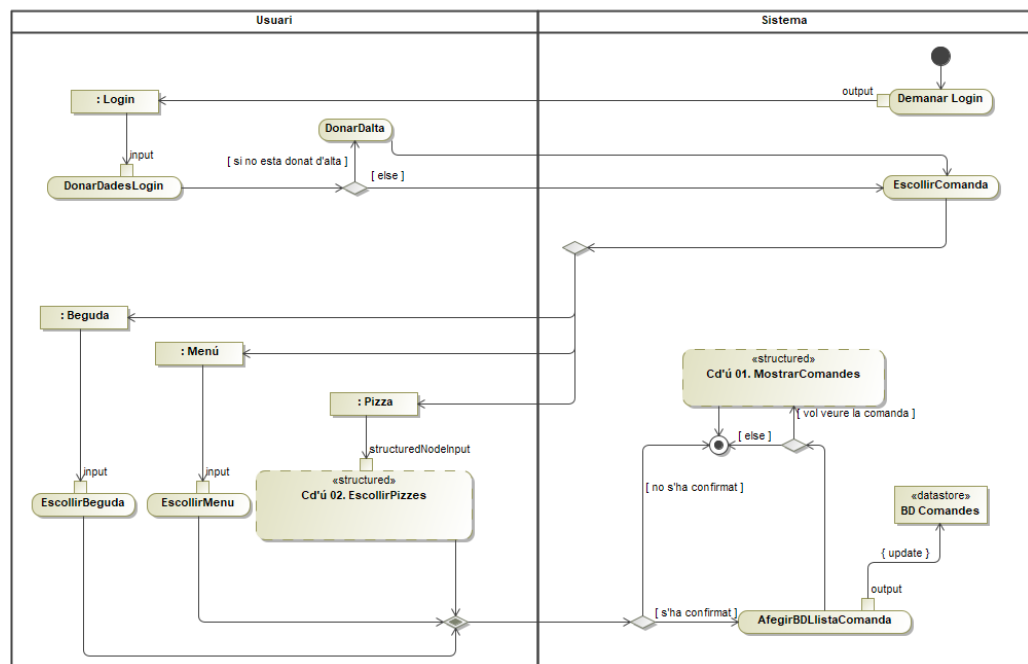 Usuari
Sistema
output
Demanar Login
: Login
DonarDalta
input
[ si no esta donat d'alta ]
[ else ]
DonarDadesLogin
EscollirComanda
: Beguda
: Menú
«structured»
Cd'ú 01. MostrarComandes
: Pizza
[ vol veure la comanda ]
[ else ]
structuredNodeInput
input
input
«structured»
Cd'ú 02. EscollirPizzes
[ no s'ha confirmat ]
EscollirBeguda
EscollirMenu
«datastore»
BD Comandes
{ update }
output
[ s'ha confirmat ]
AfegirBDLlistaComanda